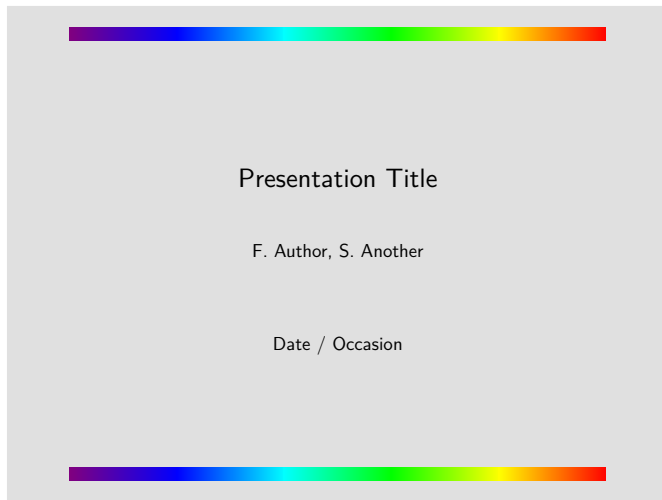 Presentation Title
F. Author, S. Another
Date / Occasion